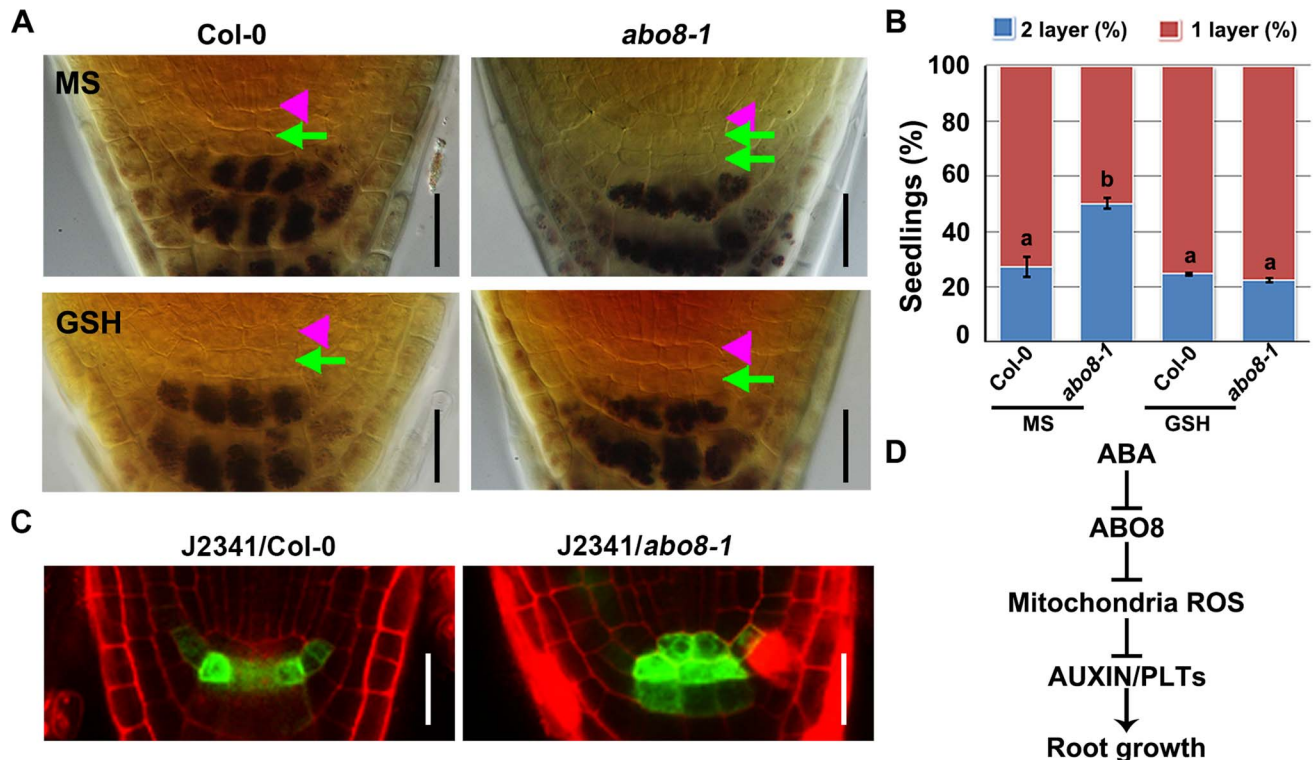 A
Col-0
abo8-1
MS
GSH
B
2 layer (%)
1 layer (%)
Seedlings (%)
100
80
60
40
20
0
a
b
a
a
Col-0
abo8-1
Col-0
abo8-1
MS
GSH
C
J2341/Col-0
J2341/abo8-1
D
ABA
ABO8
Mitochondria ROS
AUXIN/PLTs
Root growth